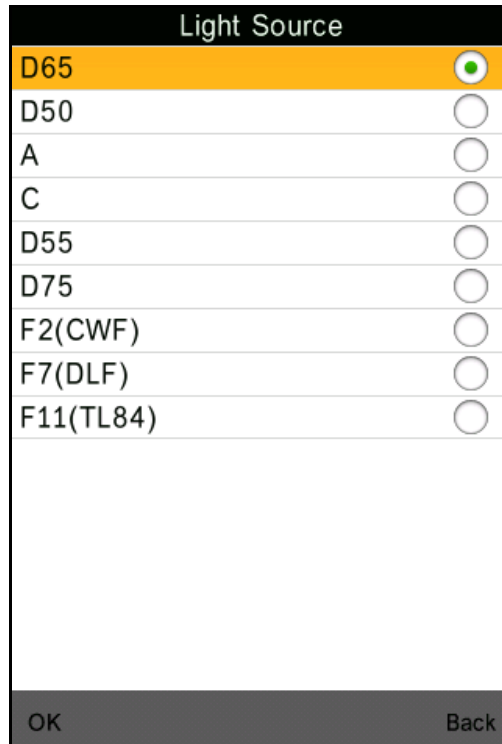 Light Source
D65
D50
A
C
D55
D75
F2(CWF)
F7(DLF)
F11(TL84)
OK Back